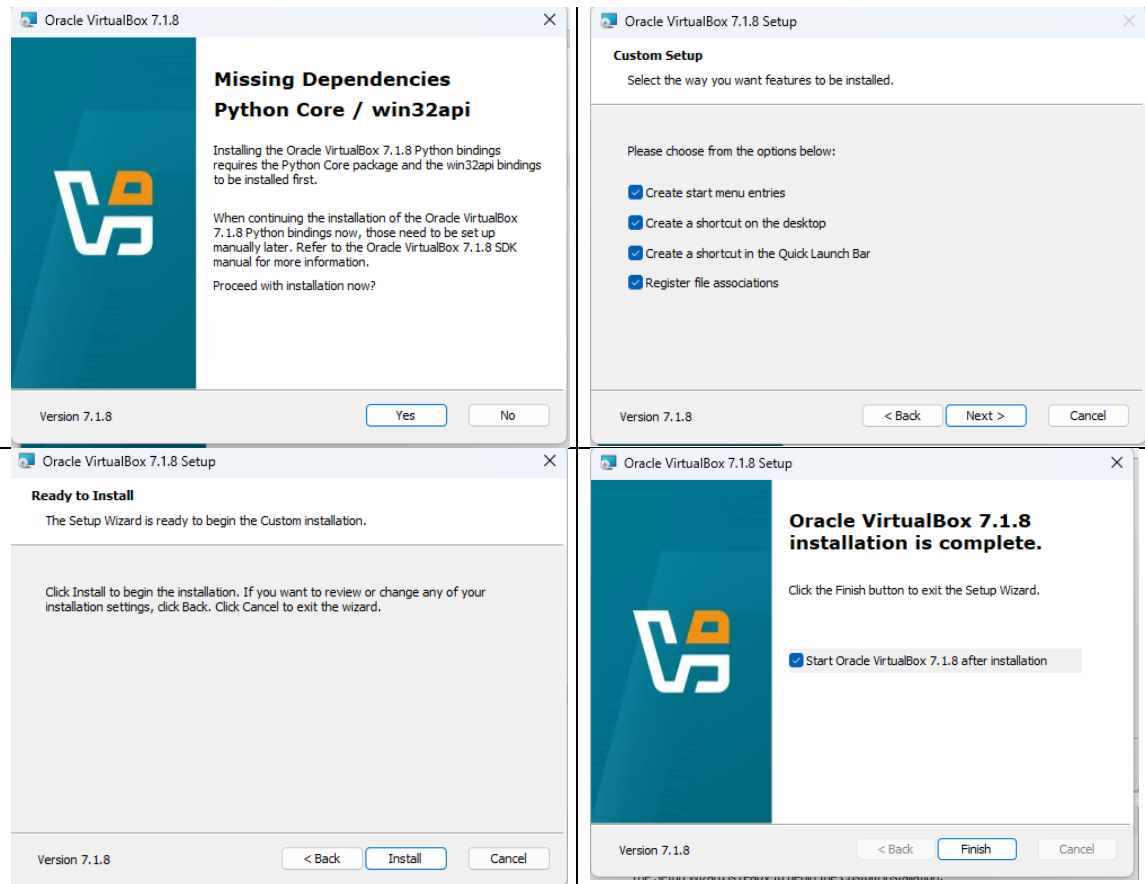 Oracle VirtualBox 7.1.8
Missing Dependencies
Python Core / win32api
Installing the Oracle VirtualBox 7.1.8 Python bindings
requires the Python Core package and the win32api bindings
to be installed first.
When continuing the installation of the Oracle VirtualBox
7.1.8 Python bindings now, those need to be set up
manually later. Refer to the Oracle VirtualBox 7.1.8 SDK
manual for more information.
Proceed with installation now?
Version 7.1.8
Yes
No
Oracle VirtualBox 7.1.8 Setup
Custom Setup
Select the way you want features to be installed.
Please choose from the options below:
Create start menu entries
Create a shortcut on the desktop
Create a shortcut in the Quick Launch Bar
Register file associations
Version 7.1.8
< Back
Next >
Cancel
Oracle VirtualBox 7.1.8 Setup
Ready to Install
The Setup Wizard is ready to begin the Custom installation.
Click Install to begin the installation. If you want to review or change any of your
installation settings, click Back. Click Cancel to exit the wizard.
Version 7.1.8
< Back
Install
Cancel
Oracle VirtualBox 7.1.8 Setup
Oracle VirtualBox 7.1.8
installation is complete.
Click the Finish button to exit the Setup Wizard.
Start Oracle VirtualBox 7.1.8 after installation
Version 7.1.8
< Back
Finish
Cancel
The Setup Wizard is ready to begin the Custom installation.